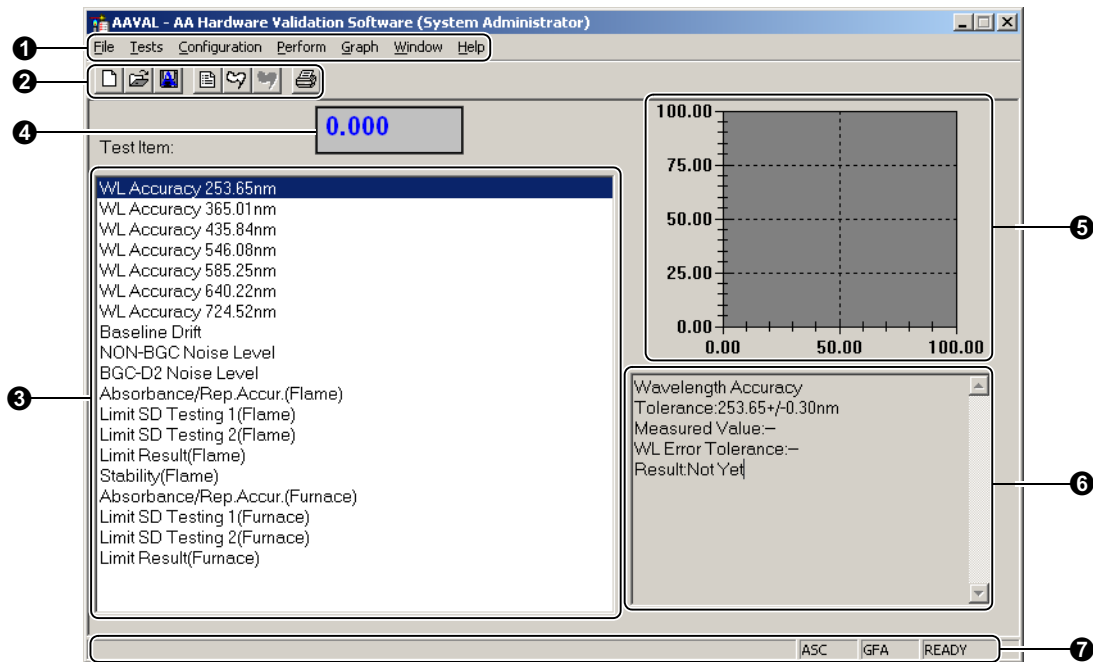 AAVAL - AA Hardware Validation Software (System Administrator)
1
File Tests Configuration Perform Graph Window Help
2
4
0.000
Test Item:
3
WL Accuracy 253.65nm
WL Accuracy 365.01nm
WL Accuracy 435.84nm
WL Accuracy 546.08nm
WL Accuracy 585.25nm
WL Accuracy 640.22nm
WL Accuracy 724.52nm
Baseline Drift
NON-BGC Noise Level
BGC-D2 Noise Level
Absorbance/Rep.Accur.(Flame)
Limit SD Testing 1(Flame)
Limit SD Testing 2(Flame)
Limit Result(Flame)
Stability(Flame)
Absorbance/Rep.Accur.(Furnace)
Limit SD Testing 1(Furnace)
Limit SD Testing 2(Furnace)
Limit Result(Furnace)
100.00
75.00
50.00
25.00
0.00
0.00 50.00 100.00
5
Wavelength Accuracy
Tolerance:253.65+/-0.30nm
Measured Value:--
WL Error Tolerance:--
Result:Not Yet
6
ASC GFA READY
7